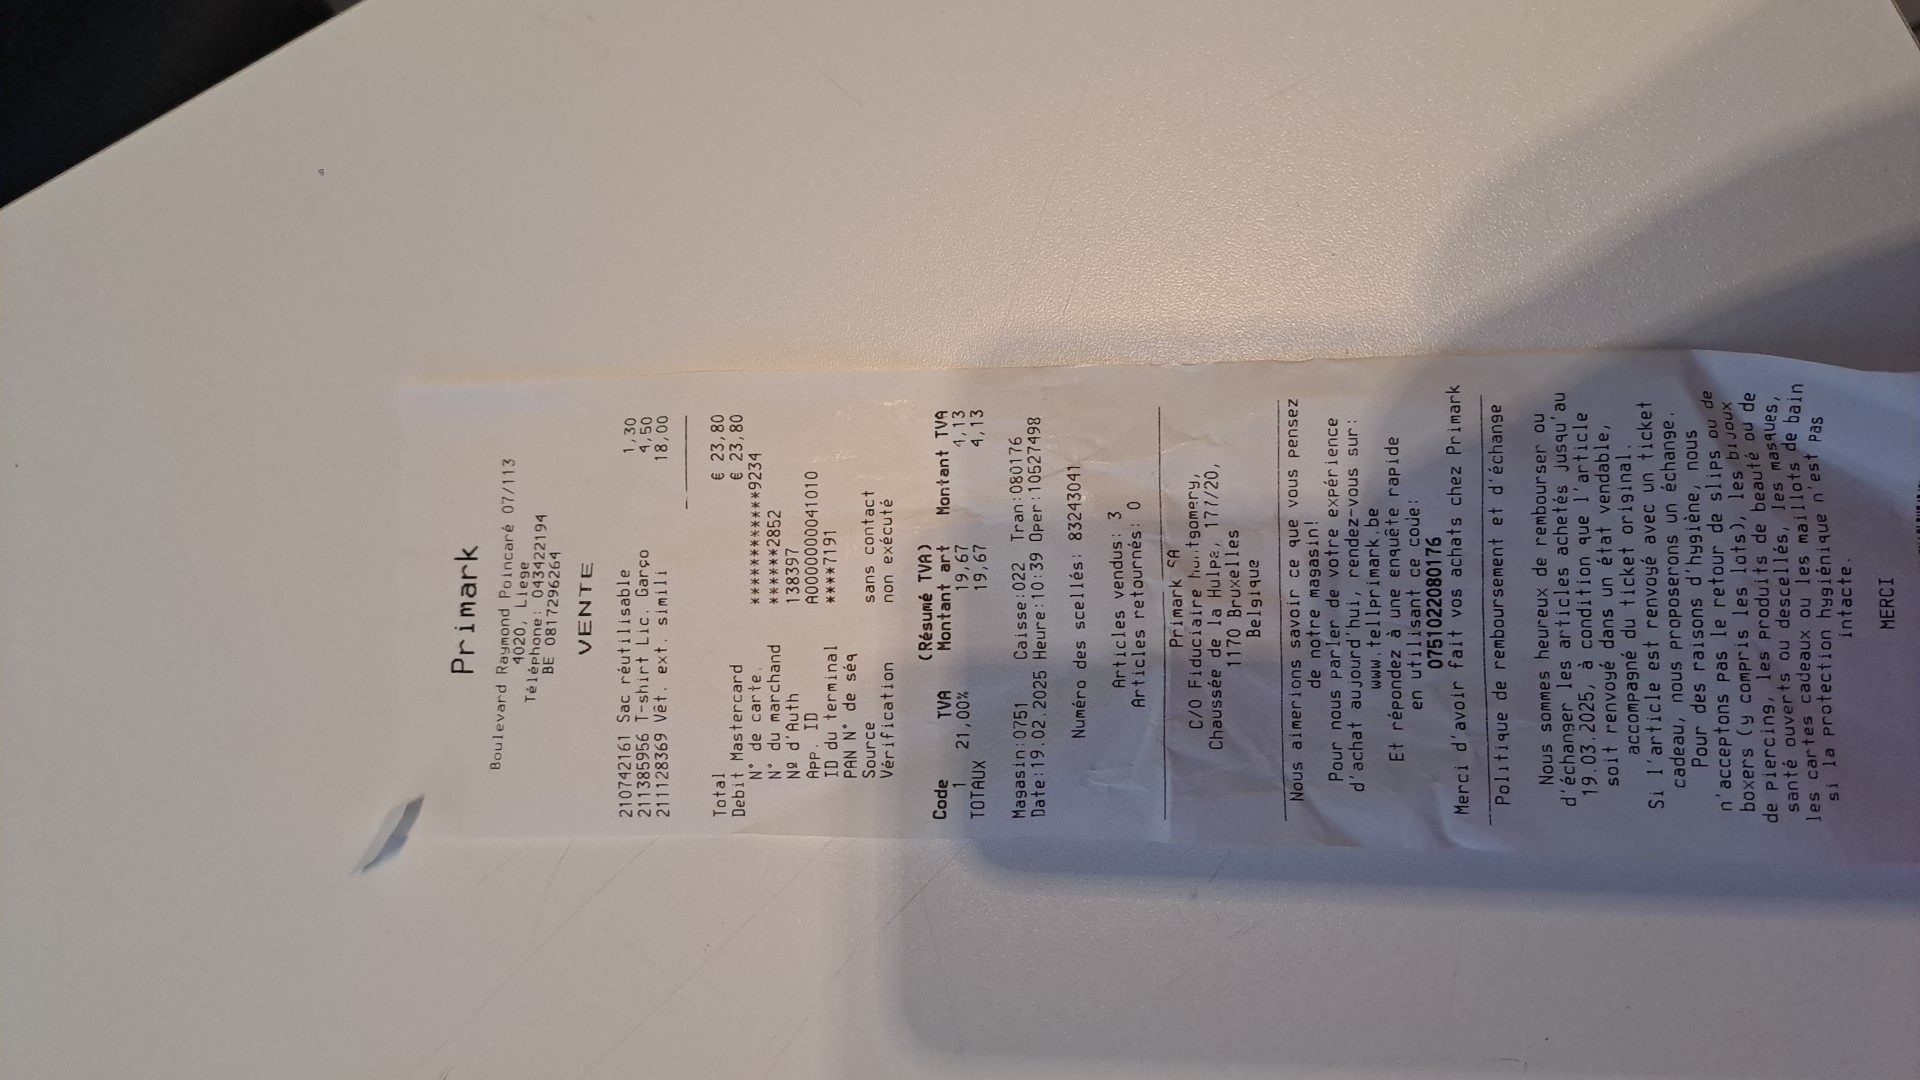 Primark
Boulevard Raymond Poincaré 07/113
4020, Liege
Téléphone: 043422194
BE 0817296264
VENTE
210742161 Sac réutilisable 1,30
211385956 T-shirt Lic. Garço 4,50
211128369 Vêt. ext. simili 18,00
Total € 23,80
Debit Mastercard € 23,80
N° de carte. ************9234
N° du marchand ******2852
Nº d'Auth 138397
App. ID A0000000041010
ID du terminal ****7191
PAN N° de séq
Source sans contact
Vérification non exécuté
(Résumé TVA)
Code TVA Montant art Montant TVA
1 21,00% 19,67 4,13
TOTAUX 19,67 4,13
Magasin:0751 Caisse:022 Tran:080176
Date:19.02.2025 Heure:10:39 Oper:10527498
Numéro des scellés: 83243041
Articles vendus: 3
Articles retournés: 0
Primark SA
C/O Fiduciaire
Chaussée de la Hulpe, 177/20,
1170 Bruxelles
Belgique
Nous aimerions savoir ce que vous pensez
de notre magasin!
Pour nous parler de votre expérience
d'achat aujourd'hui, rendez-vous sur:
www.tellprimark.be
Et répondez à une enquête rapide
en utilisant ce code:
075102208​0176
Merci d'avoir fait vos achats chez Primark
Politique de remboursement et d'échange
Nous sommes heureux de rembourser ou
d'échanger les articles achetés jusqu'au
19.03.2025, à condition que l'article
soit renvoyé dans un état vendable,
accompagné du ticket original.
Si l'article est renvoyé avec un ticket
cadeau, nous proposerons un échange.
Pour des raisons d'hygiène, nous
n'acceptons pas le retour de slips ou de
boxers (y compris les lots), les bijoux
de piercing, les produits de beauté ou de
santé ouverts ou descellés, les masques,
les cartes cadeaux ou les maillots de bain
si la protection hygiénique n'est pas
intacte.
MERCI